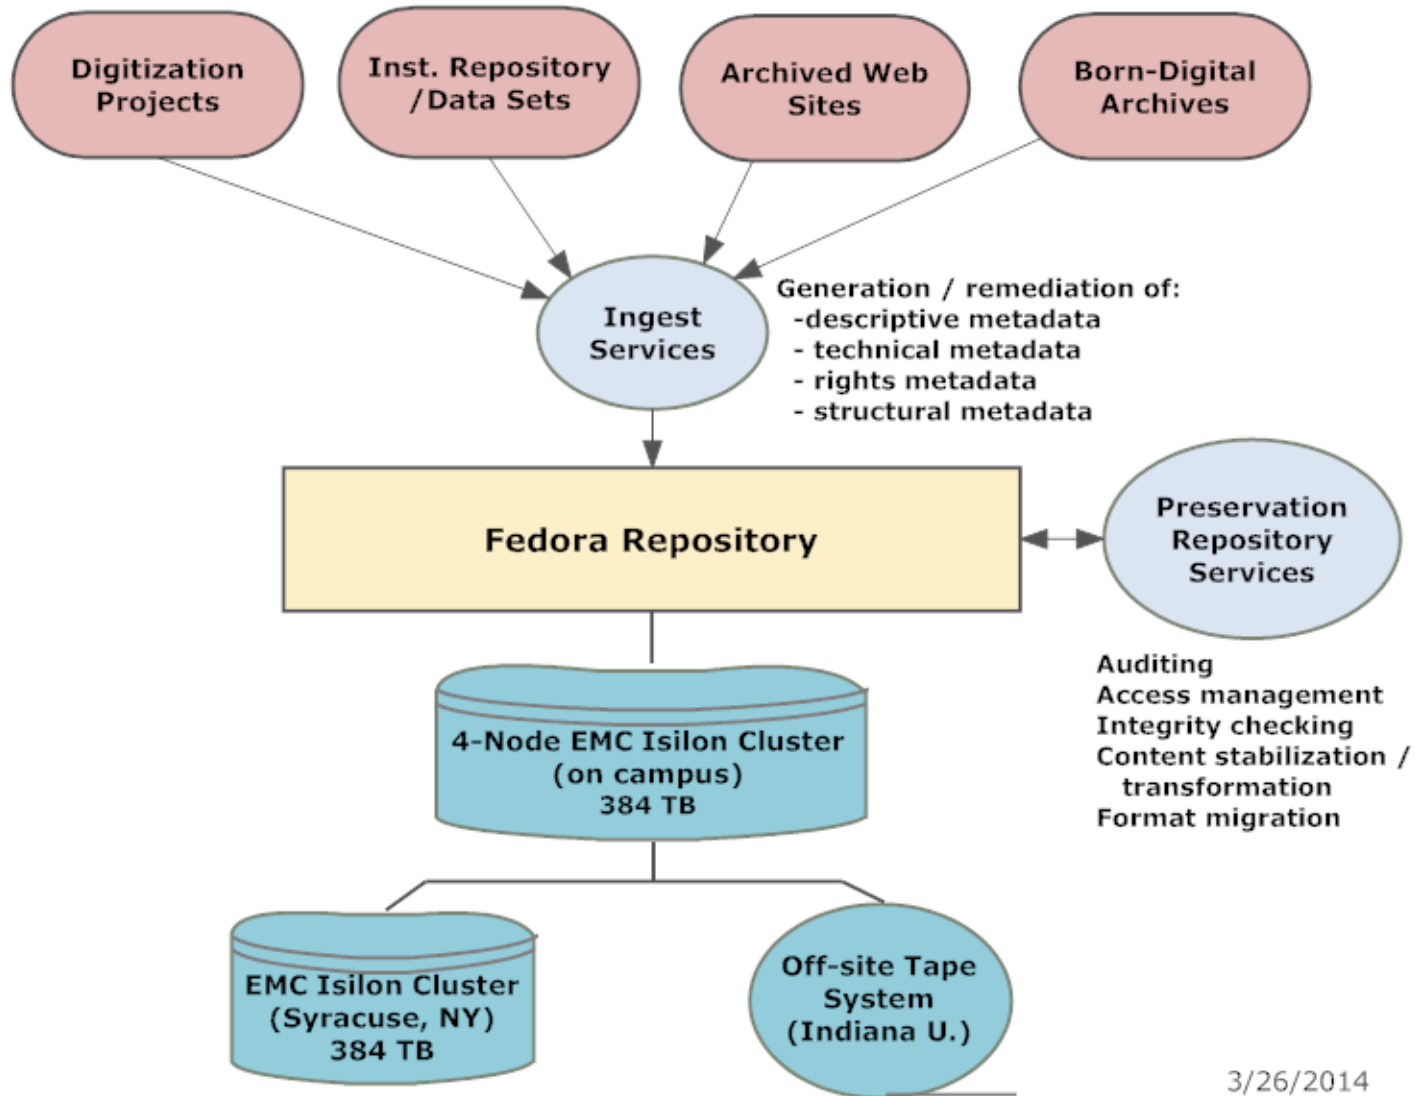 Digitization
Projects
Inst. Repository
/Data Sets
Archived Web
Sites
Born-Digital
Archives
Ingest
Services
Generation / remediation of:
-descriptive metadata
- technical metadata
- rights metadata
- structural metadata
Fedora Repository
Preservation
Repository
Services
Auditing
Access management
Integrity checking
Content stabilization /
transformation
Format migration
4-Node EMC Isilon Cluster
(on campus)
384 TB
EMC Isilon Cluster
(Syracuse, NY)
384 TB
Off-site Tape
System
(Indiana U.)
3/26/2014